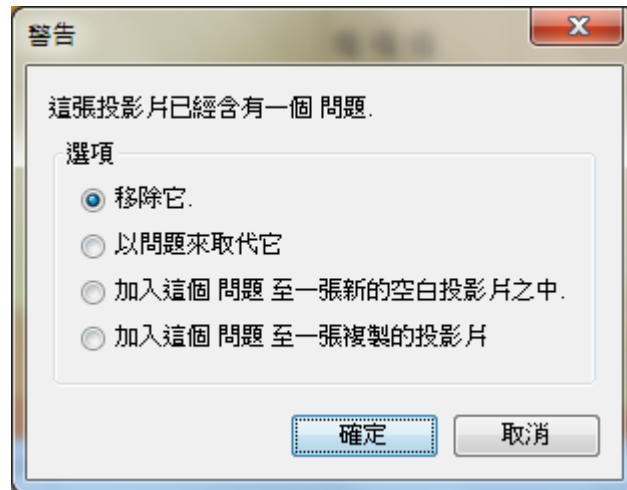 警告
這張投影片已經含有一個 問題.
選項
移除它.
以問題來取代它
加入這個 問題 至一張新的空白投影片之中.
加入這個 問題 至一張複製的投影片
確定
取消